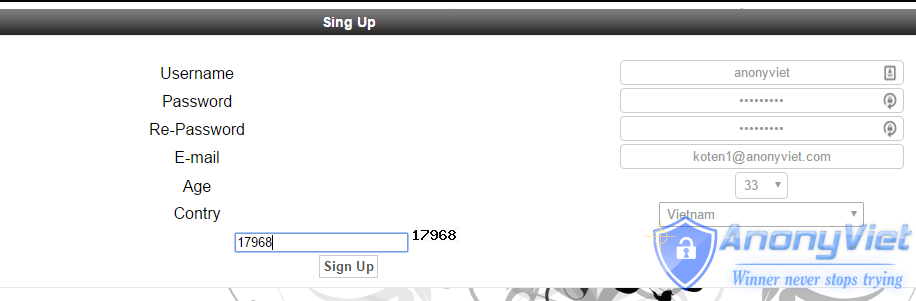 Sing Up
Username anonyviet
Password •••••••••
Re-Password •••••••••
E-mail koten1@anonyviet.com
Age 33
Contry Vietnam
17968 17968
Sign Up
AnonyViet
Winner never stops trying